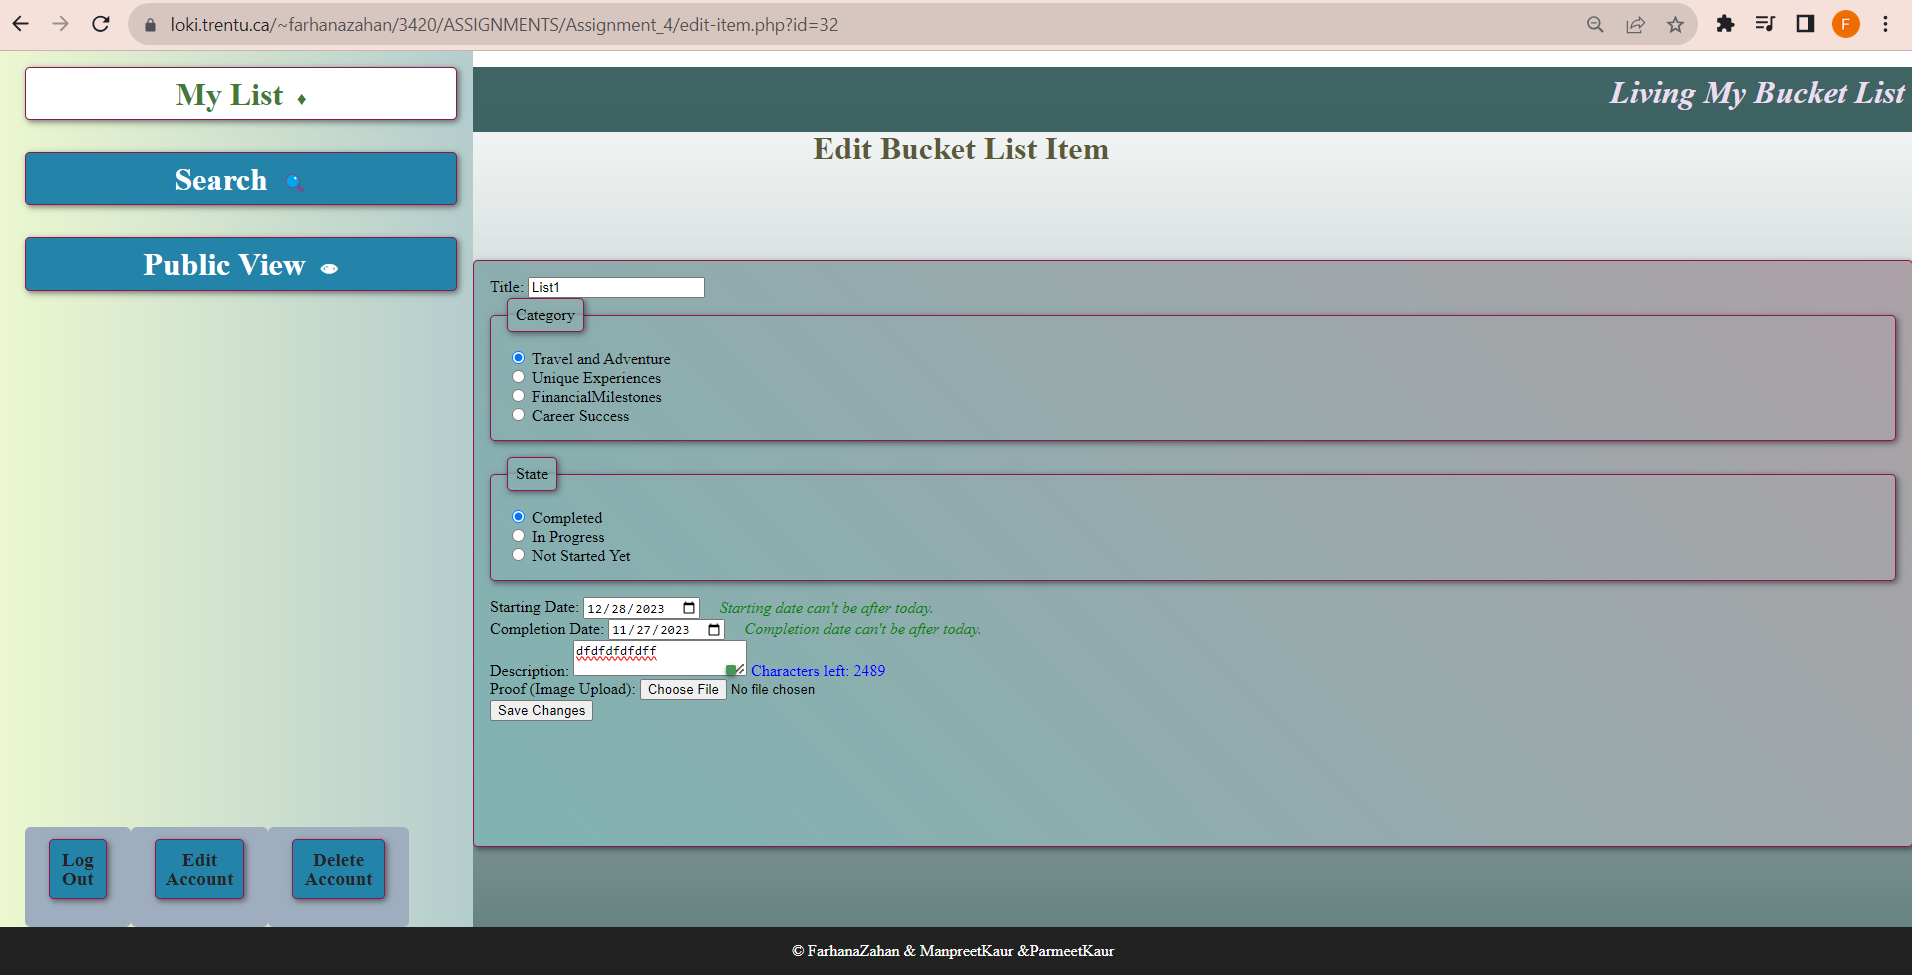 loki.trentu.ca/~farhanazahan/3420/ASSIGNMENTS/Assignment_4/edit-item.php?id=32
F
My List
Search
Public View
Living My Bucket List
Edit Bucket List Item
Title: List1
Category
Travel and Adventure
Unique Experiences
FinancialMilestones
Career Success
State
Completed
In Progress
Not Started Yet
Starting Date: 12/28/2023 Starting date can't be after today.
Completion Date: 11/27/2023 Completion date can't be after today.
Description: dfdfdfdfdff Characters left: 2489
Proof (Image Upload): Choose File No file chosen
Save Changes
Log Out
Edit Account
Delete Account
© FarhanaZahan & ManpreetKaur &ParmeetKaur